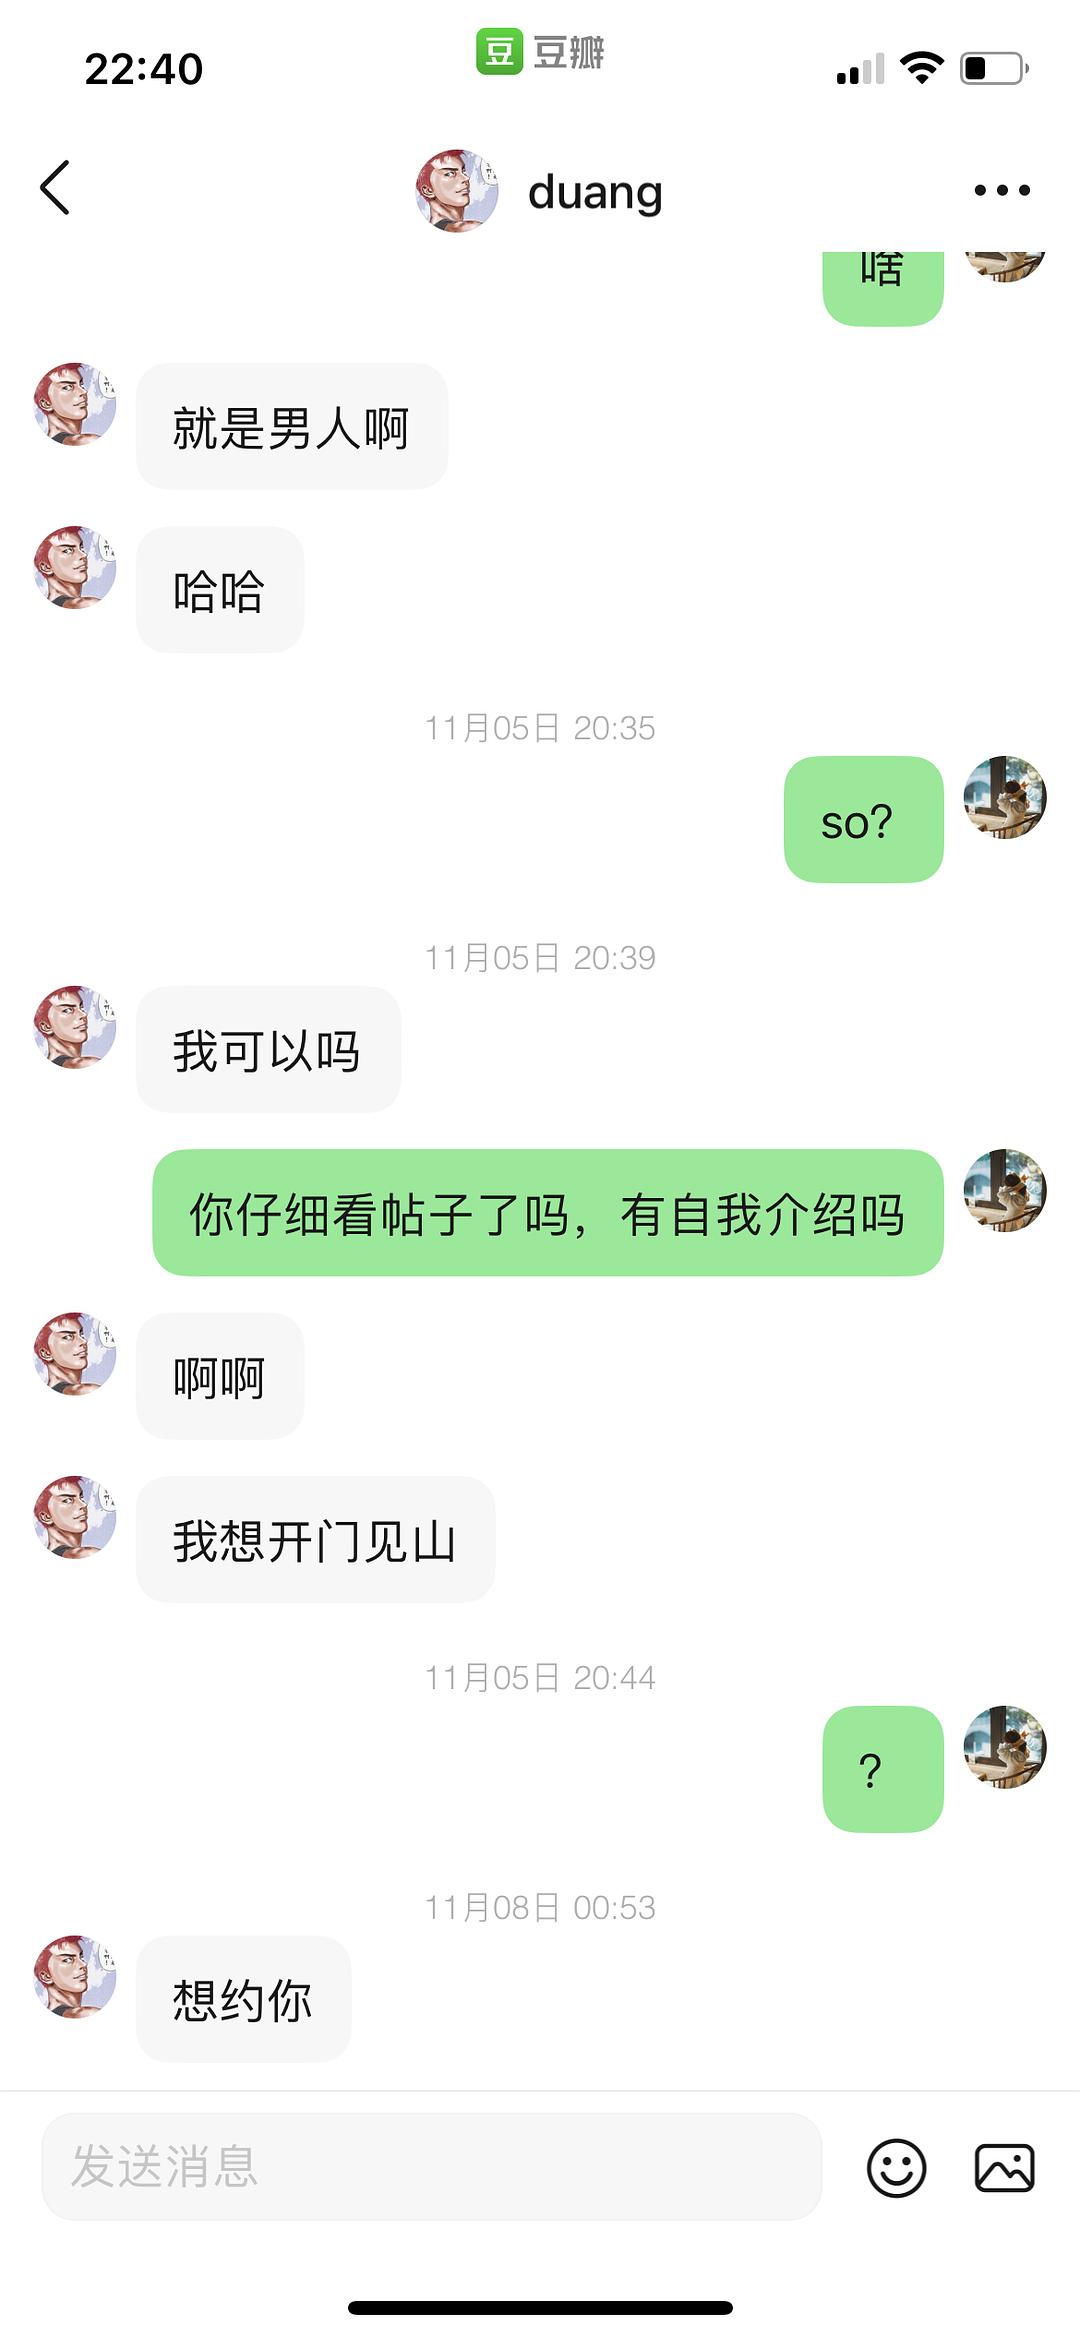 22:40
豆 豆瓣
duang
啥
就是男人啊
哈哈
11月05日 20:35
so?
11月05日 20:39
我可以吗
你仔细看帖子了吗，有自我介绍吗
啊啊
我想开门见山
11月05日 20:44
?
11月08日 00:53
想约你
发送消息